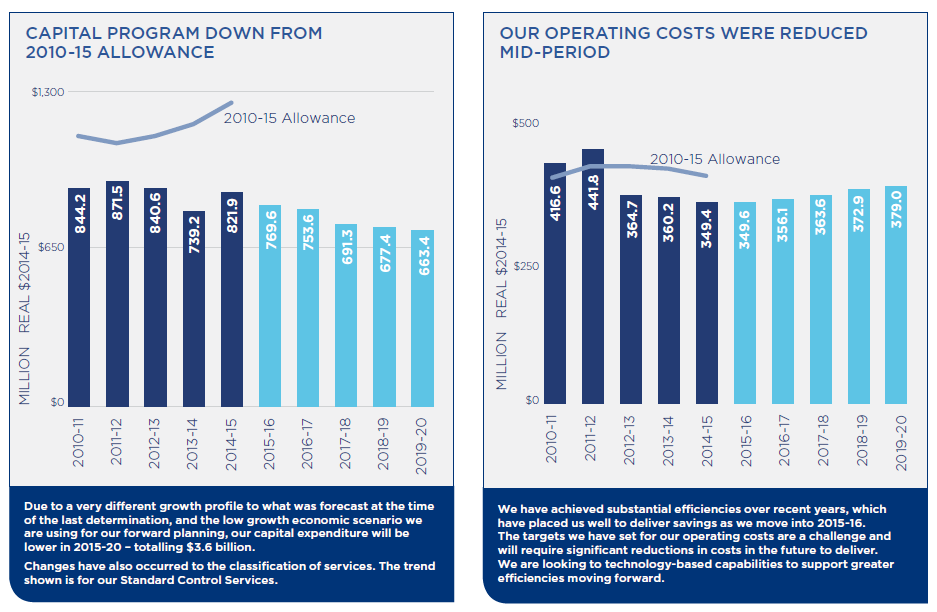 CAPITAL PROGRAM DOWN FROM
2010-15 ALLOWANCE
$1,300
2010-15 Allowance
$650
$0
MILLION REAL $2014-15
844.2
871.5
840.6
739.2
821.9
769.6
753.6
691.3
677.4
663.4
2010-11
2011-12
2012-13
2013-14
2014-15
2015-16
2016-17
2017-18
2018-19
2019-20
Due to a very different growth profile to what was forecast at the time
of the last determination, and the low growth economic scenario we
are using for our forward planning, our capital expenditure will be
lower in 2015-20 – totalling $3.6 billion.
Changes have also occurred to the classification of services. The trend
shown is for our Standard Control Services.
OUR OPERATING COSTS WERE REDUCED
MID-PERIOD
$500
2010-15 Allowance
$250
$0
MILLION REAL $2014-15
416.6
441.8
364.7
360.2
349.4
349.6
356.1
363.6
372.9
379.0
2010-11
2011-12
2012-13
2013-14
2014-15
2015-16
2016-17
2017-18
2018-19
2019-20
We have achieved substantial efficiencies over recent years, which
have placed us well to deliver savings as we move into 2015-16.
The targets we have set for our operating costs are a challenge and
will require significant reductions in costs in the future to deliver.
We are looking to technology-based capabilities to support greater
efficiencies moving forward.